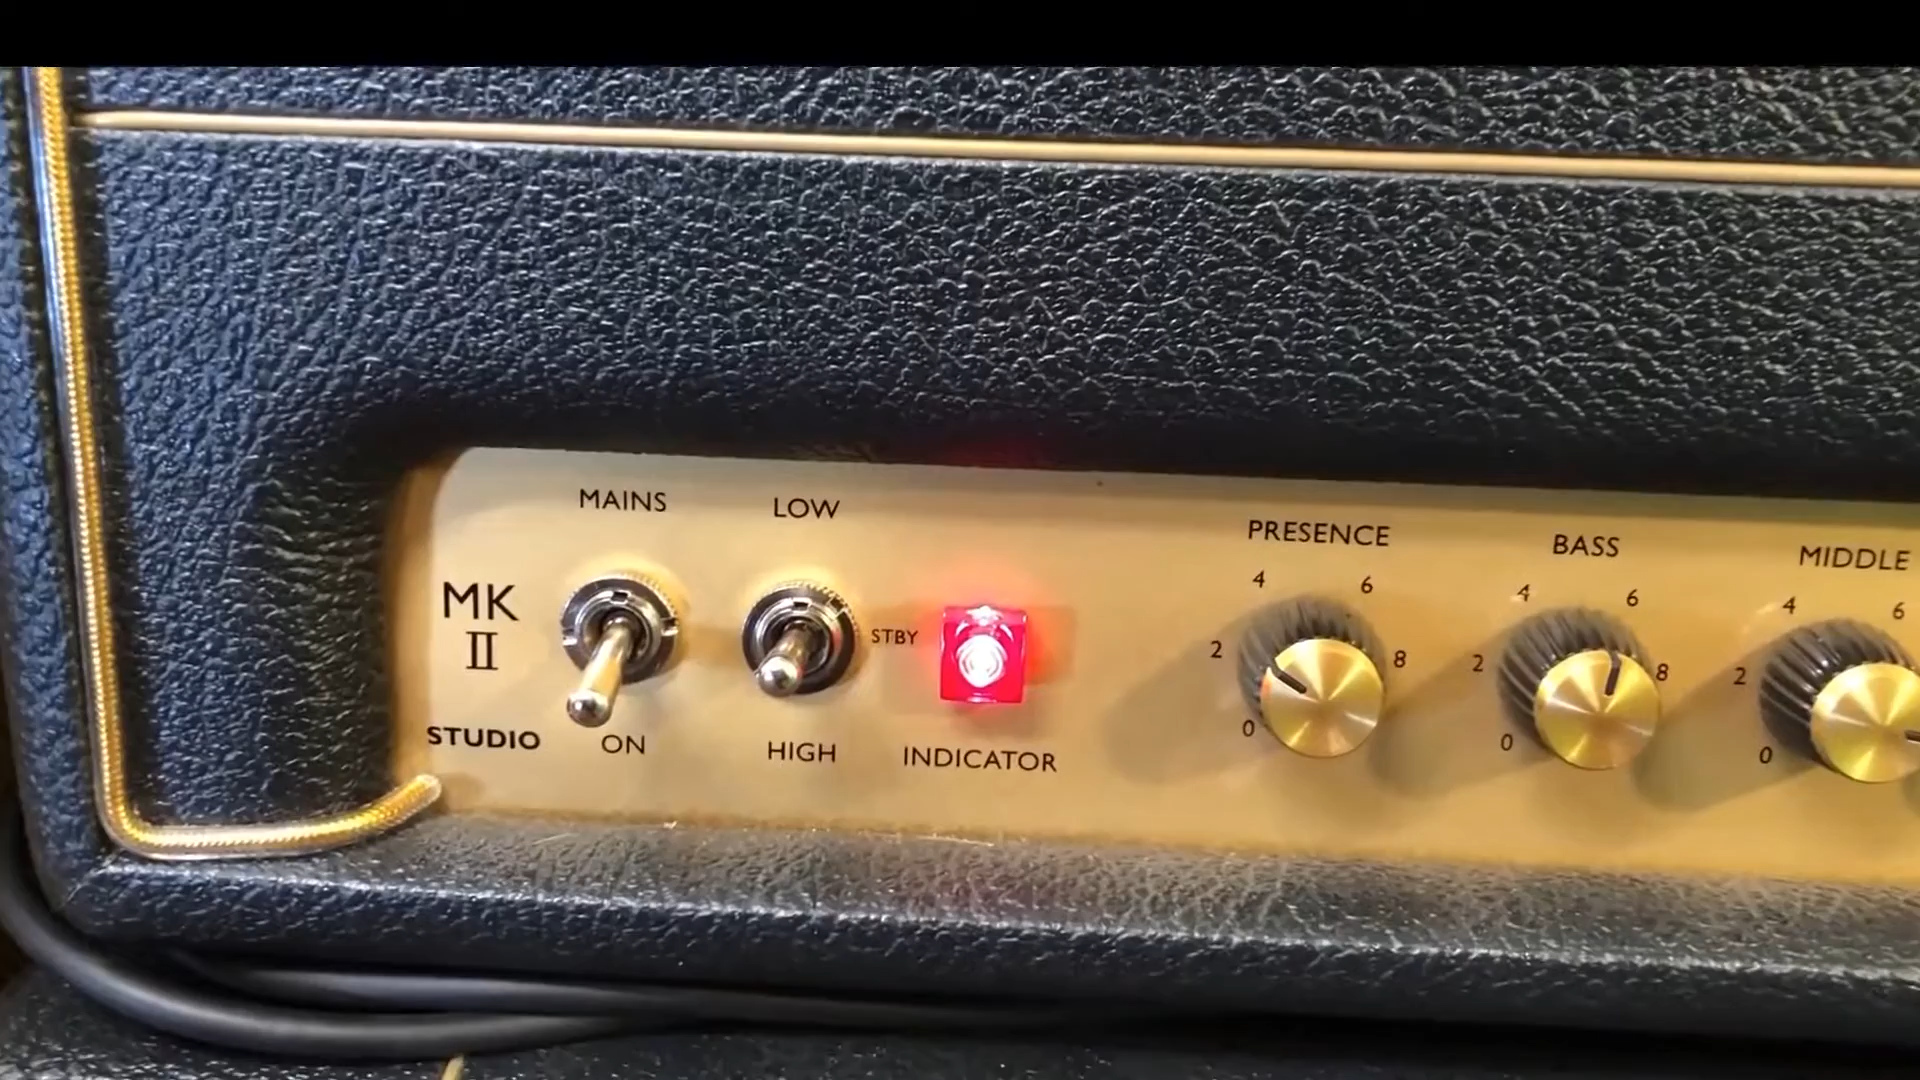 MAINS
LOW
MK
II
STBY
STUDIO
ON
HIGH
INDICATOR
PRESENCE
0 2 4 6 8
BASS
0 2 4 6 8
MIDDLE
0 2 4 6